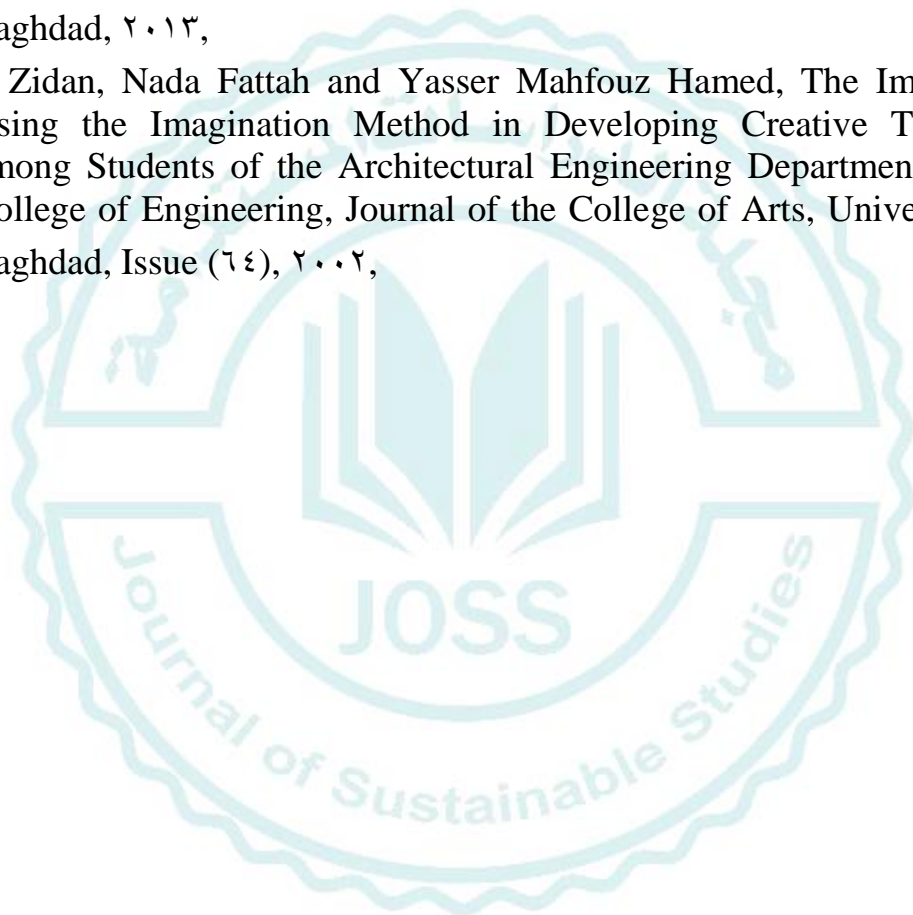 aghdad, ٢٠١٣,
Zidan, Nada Fattah and Yasser Mahfouz Hamed, The Im
sing the Imagination Method in Developing Creative T
mong Students of the Architectural Engineering Department
ollege of Engineering, Journal of the College of Arts, Unive
aghdad, Issue (٦٤), ٢٠٠٢,
JOSS
Journal of Sustainable Studies